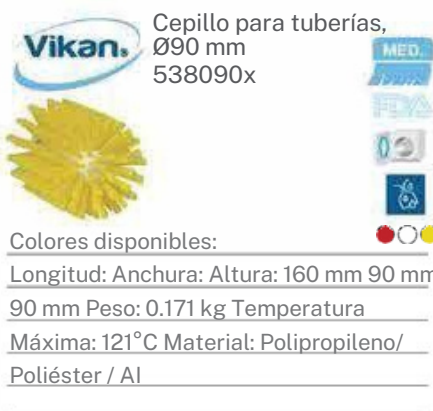 Vikan®
Cepillo para tuberías,
Ø90 mm
538090x
MED.
FDA
Colores disponibles:
Longitud: Anchura: Altura: 160 mm 90 mm
90 mm Peso: 0.171 kg Temperatura
Máxima: 121°C Material: Polipropileno/
Poliéster / AI